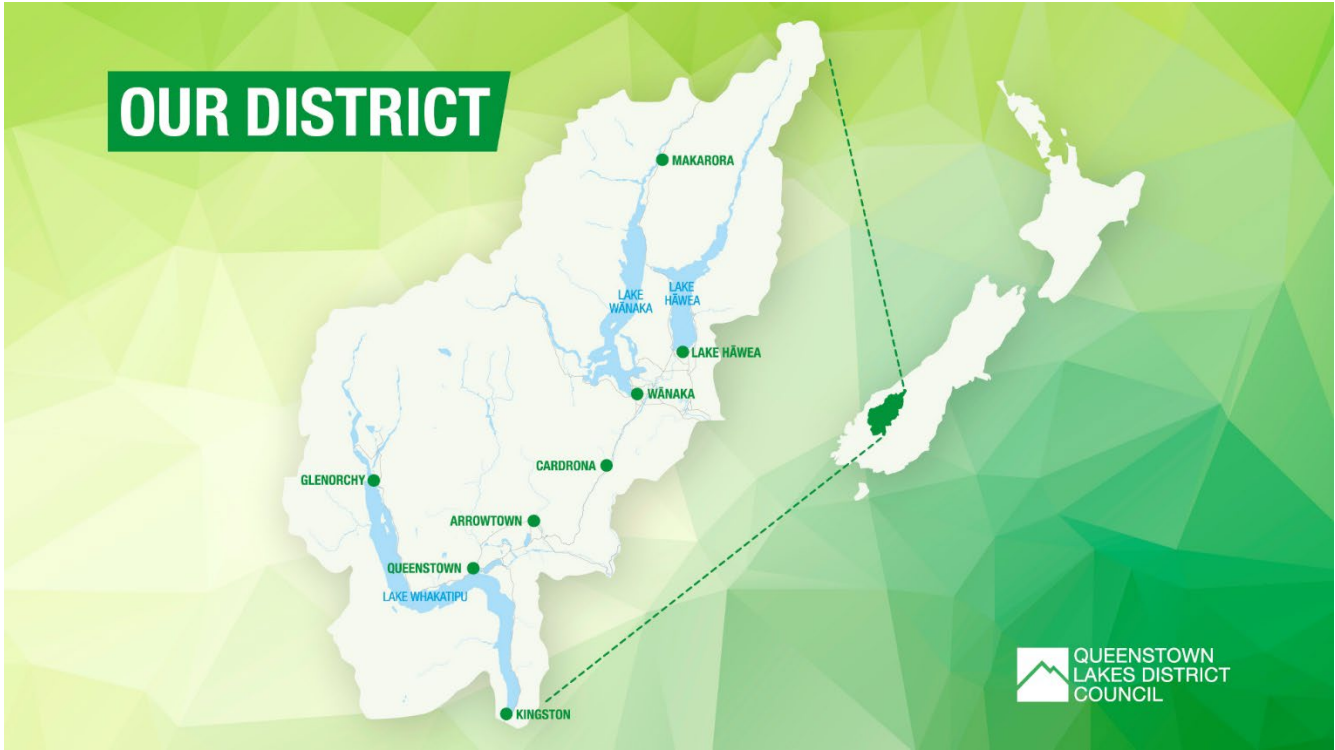 OUR DISTRICT
MAKARORA
LAKE
WĀNAKA
LAKE
HĀWEA
LAKE HĀWEA
WĀNAKA
CARDRONA
GLENORCHY
ARROWTOWN
QUEENSTOWN
LAKE WHAKATIPU
KINGSTON
QUEENSTOWN
LAKES DISTRICT
COUNCIL